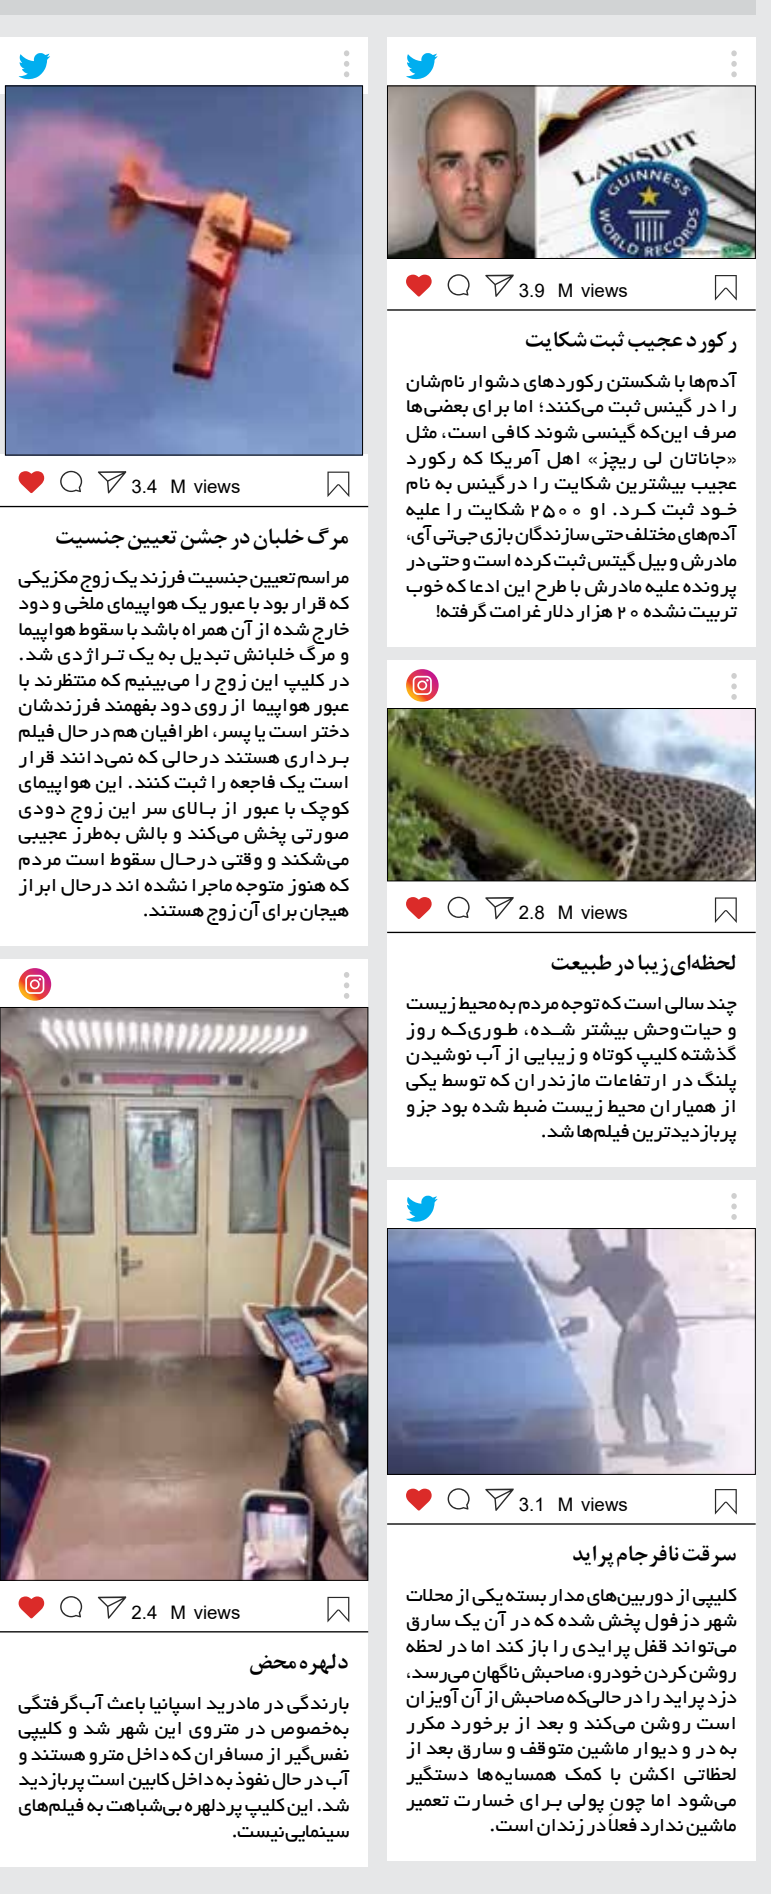 LAWSUIT
GUINNESS
WORLD RECORDS
3.9 M views
رکورد عجیب ثبت شکایت
آدم‌ها با شکستن رکوردهای دشوار نام‌شان
را در گینس ثبت می‌کنند؛ اما برای بعضی‌ها
صرف این‌که گینسی شوند کافی است، مثل
«جاناتان لی ریچز» اهل آمریکا که رکورد
عجیب بیشترین شکایت را درگینس به نام
خود ثبت کرد. او ۲۵۰۰ شکایت را علیه
آدم‌های مختلف حتی سازندگان بازی جی‌تی‌آی،
مادرش و بیل گیتس ثبت کرده است و حتی در
پرونده علیه مادرش با طرح این ادعا که خوب
تربیت نشده ۲۰ هزار دلار غرامت گرفته!
2.8 M views
لحظه‌ای زیبا در طبیعت
چند سالی است که توجه مردم به محیط زیست
و حیات‌وحش بیشتر شده، طوری‌که روز
گذشته کلیپ کوتاه و زیبایی از آب نوشیدن
پلنگ در ارتفاعات مازندران که توسط یکی
از همیاران محیط زیست ضبط شده بود جزو
پربازدیدترین فیلم‌ها شد.
3.1 M views
سرقت نافرجام پراید
کلیپی از دوربین‌های مدار بسته یکی از محلات
شهر دزفول پخش شده که در آن یک سارق
می‌تواند قفل پرایدی را باز کند اما در لحظه
روشن کردن خودرو، صاحبش ناگهان می‌رسد،
دزد پراید را در حالی‌که صاحبش از آن آویزان
است روشن می‌کند و بعد از برخورد مکرر
به در و دیوار ماشین متوقف و سارق بعد از
لحظاتی اکشن با کمک همسایه‌ها دستگیر
می‌شود اما چون پولی برای خسارت تعمیر
ماشین ندارد فعلاً در زندان است.
3.4 M views
مرگ خلبان در جشن تعیین جنسیت
مراسم تعیین جنسیت فرزند یک زوج مکزیکی
که قرار بود با عبور یک هواپیمای ملخی و دود
خارج شده از آن همراه باشد با سقوط هواپیما
و مرگ خلبانش تبدیل به یک تراژدی شد.
در کلیپ این زوج را می‌بینیم که منتظرند با
عبور هواپیما از روی دود بفهمند فرزندشان
دختر است یا پسر، اطرافیان هم در حال فیلم
برداری هستند درحالی که نمی‌دانند قرار
است یک فاجعه را ثبت کنند. این هواپیمای
کوچک با عبور از بالای سر این زوج دودی
صورتی پخش می‌کند و بالش به‌طرز عجیبی
می‌شکند و وقتی درحال سقوط است مردم
که هنوز متوجه ماجرا نشده اند درحال ابراز
هیجان برای آن زوج هستند.
2.4 M views
دلهره محض
بارندگی در مادرید اسپانیا باعث آب‌گرفتگی
به‌خصوص در متروی این شهر شد و کلیپی
نفس‌گیر از مسافران که داخل مترو هستند و
آب در حال نفوذ به داخل کابین است پربازدید
شد. این کلیپ پردلهره بی‌شباهت به فیلم‌های
سینمایی نیست.